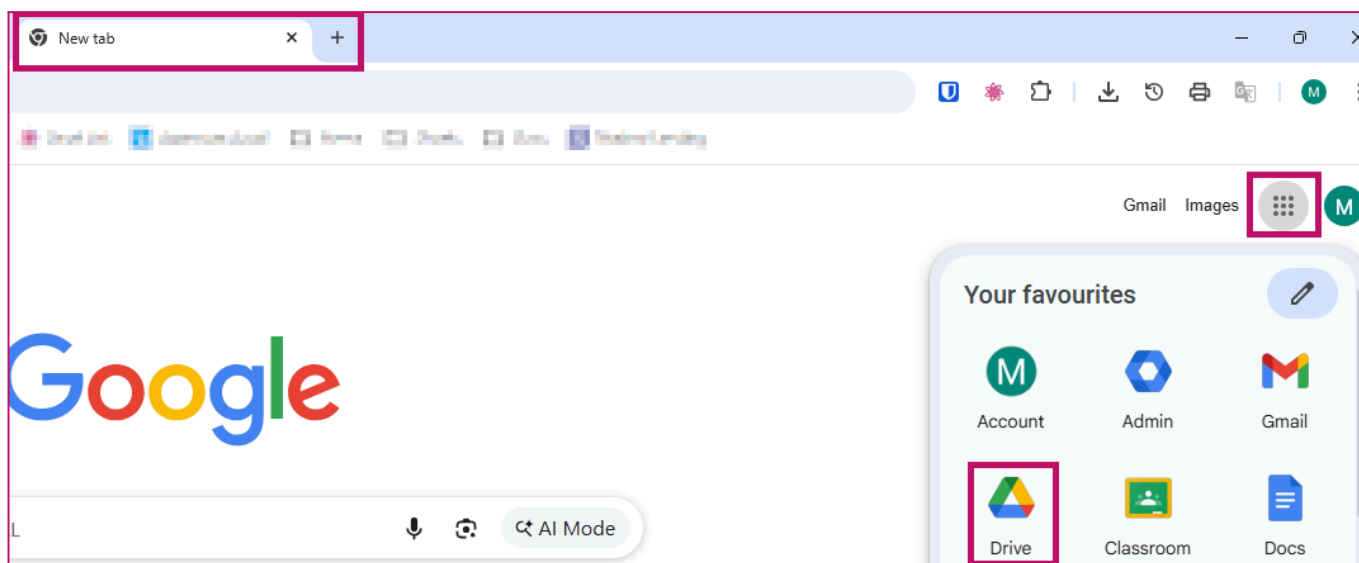 New tab
M
Gmail Images
M
Your favourites
Google
M
Account Admin Gmail
AI Mode
Drive Classroom Docs